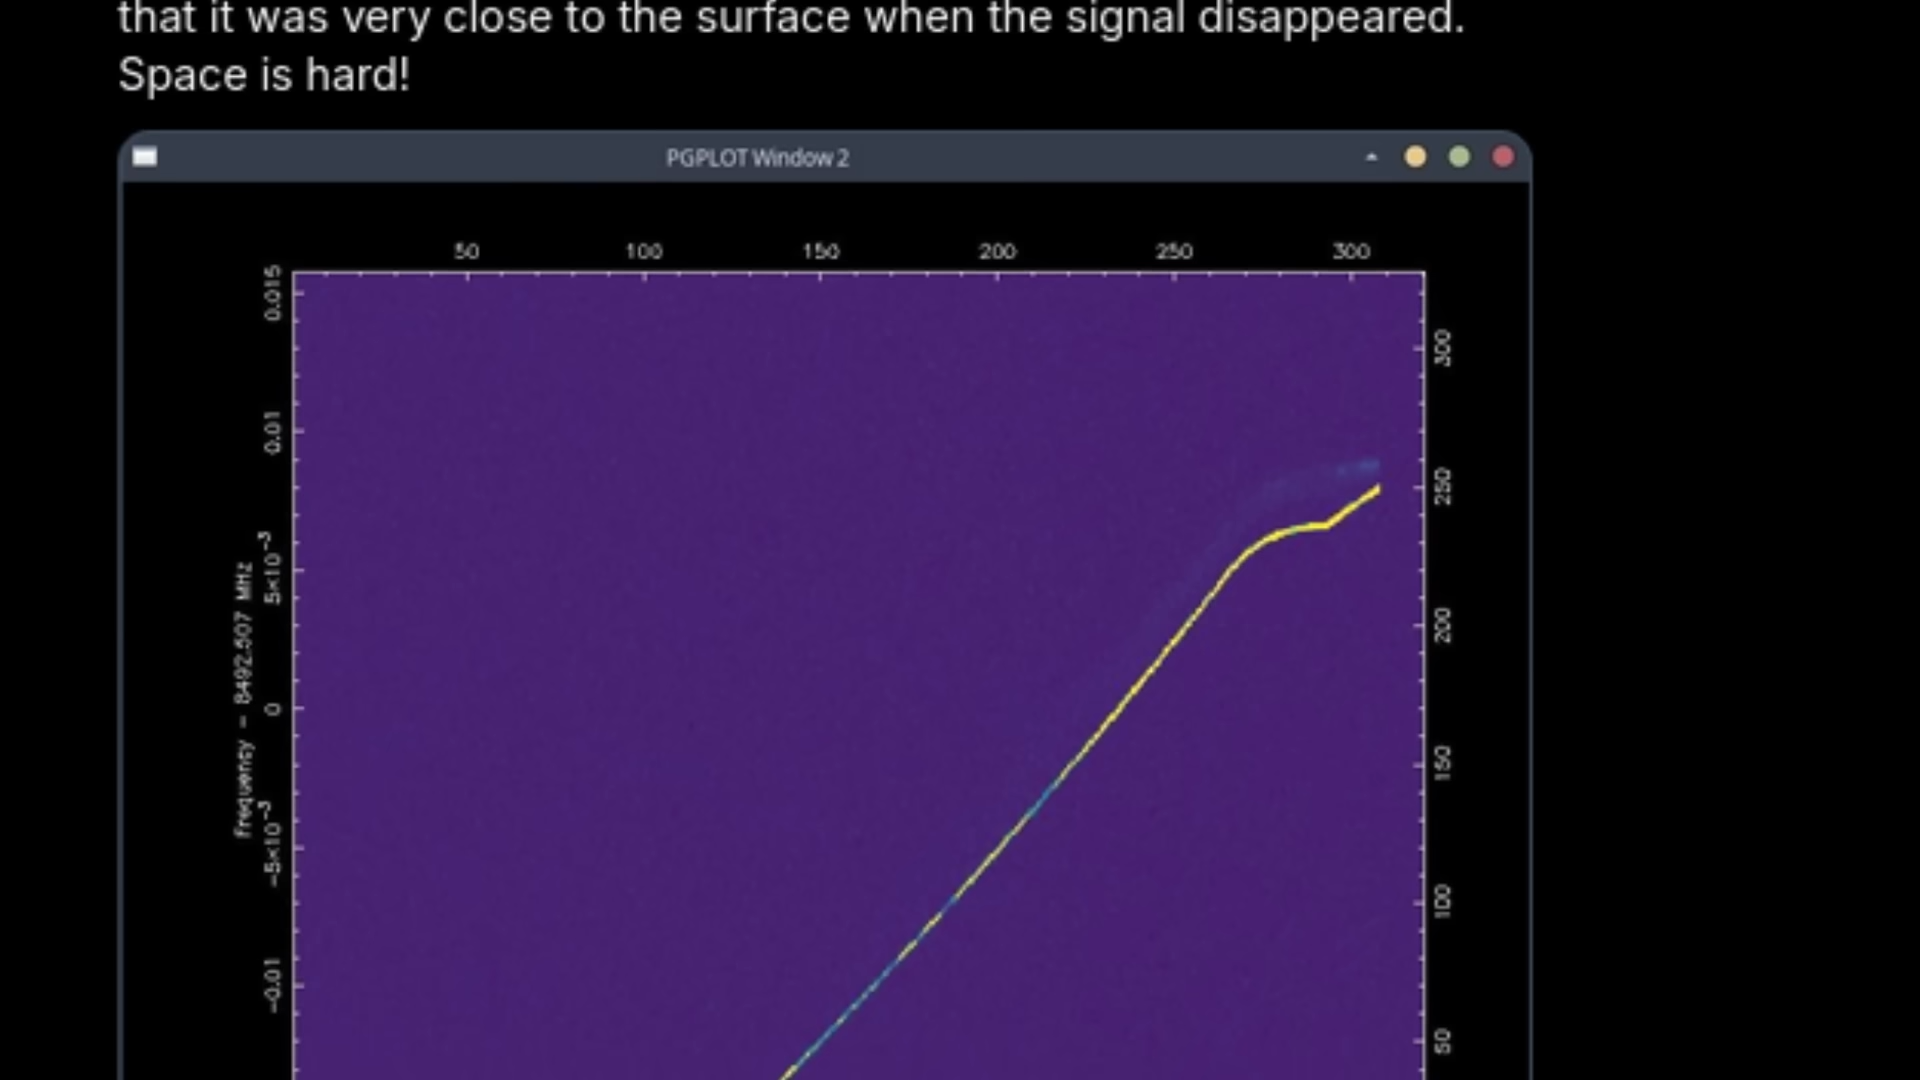 that it was very close to the surface when the signal disappeared.
Space is hard!
PGPLOT Window 2
50 100 150 200 250 300
0.015
0.01
5×10⁻³
0
−5×10⁻³
−0.01
Frequency − 8492.507 MHz
300
250
200
150
100
50